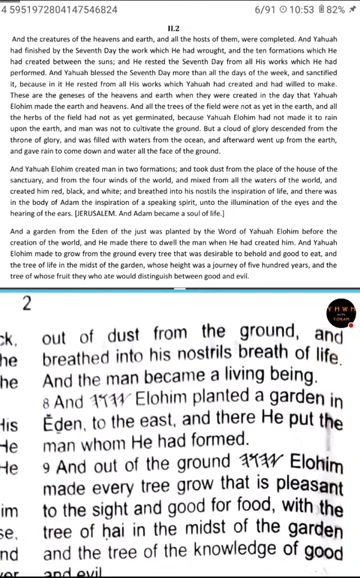 4 5951972804147546824 6/91 10:53 82%
II.2
And the creatures of the heavens and earth, and all the hosts of them, were completed. And Yahuah
had finished by the Seventh Day the work which He had wrought, and the ten formations which He
had created between the suns; and He rested the Seventh Day from all His works which He had
performed. And Yahuah blessed the Seventh Day more than all the days of the week, and sanctified
it, because in it He rested from all His works which Yahuah had created and had willed to make.
These are the geneses of the heavens and earth when they were created in the day that Yahuah
Elohim made the earth and heavens. And all the trees of the field were not as yet in the earth, and all
the herbs of the field had not as yet germinated, because Yahuah Elohim had not made it to rain
upon the earth, and man was not to cultivate the ground. But a cloud of glory descended from the
throne of glory, and was filled with waters from the ocean, and afterward went up from the earth,
and gave rain to come down and water all the face of the ground.
And Yahuah Elohim created man in two formations; and took dust from the place of the house of the
sanctuary, and from the four winds of the world, and mixed from all the waters of the world, and
created him red, black, and white; and breathed into his nostils the inspiration of life, and there was
in the body of Adam the inspiration of a speaking spirit, unto the illumination of the eyes and the
hearing of the ears. [JERUSALEM. And Adam became a soul of life.]
And a garden from the Eden of the just was planted by the Word of Yahuah Elohim before the
creation of the world, and He made there to dwell the man when He had created him. And Yahuah
Elohim made to grow from the ground every tree that was desirable to behold and good to eat, and
the tree of life in the midst of the garden, whose height was a journey of five hundred years, and the
tree of whose fruit they who ate would distinguish between good and evil.
2
ck, out of dust from the ground, and
he breathed into his nostrils breath of life.
he And the man became a living being.
8 And 𐤉𐤄𐤅𐤄 Elohim planted a garden in
His Ěḏen, to the east, and there He put the
He man whom He had formed.
He 9 And out of the ground 𐤉𐤄𐤅𐤄 Elohim
made every tree grow that is pleasant
im to the sight and good for food, with the
se, tree of ḥai in the midst of the garden
nd and the tree of the knowledge of good
and evil